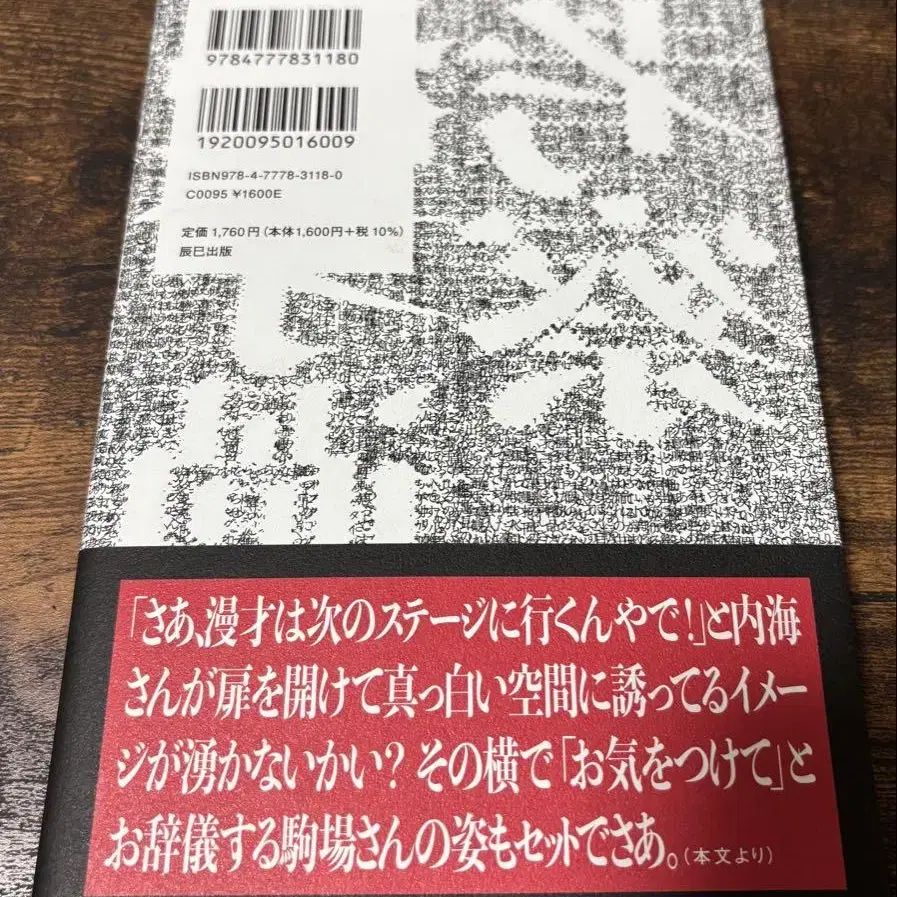 9784777831180
1920095016009
ISBN978-4-7778-3118-0
C0095 ¥1600E
定価 1,760円(本体1,600円+税10%)
辰巳出版
「さあ、漫才は次のステージに行くんやで!」と内海
さんが扉を開けて真っ白い空間に誘ってるイメー
ジが湧かないかい? その横で「お気をつけて」と
お辞儀する駒場さんの姿もセットでさあ。(本文より)